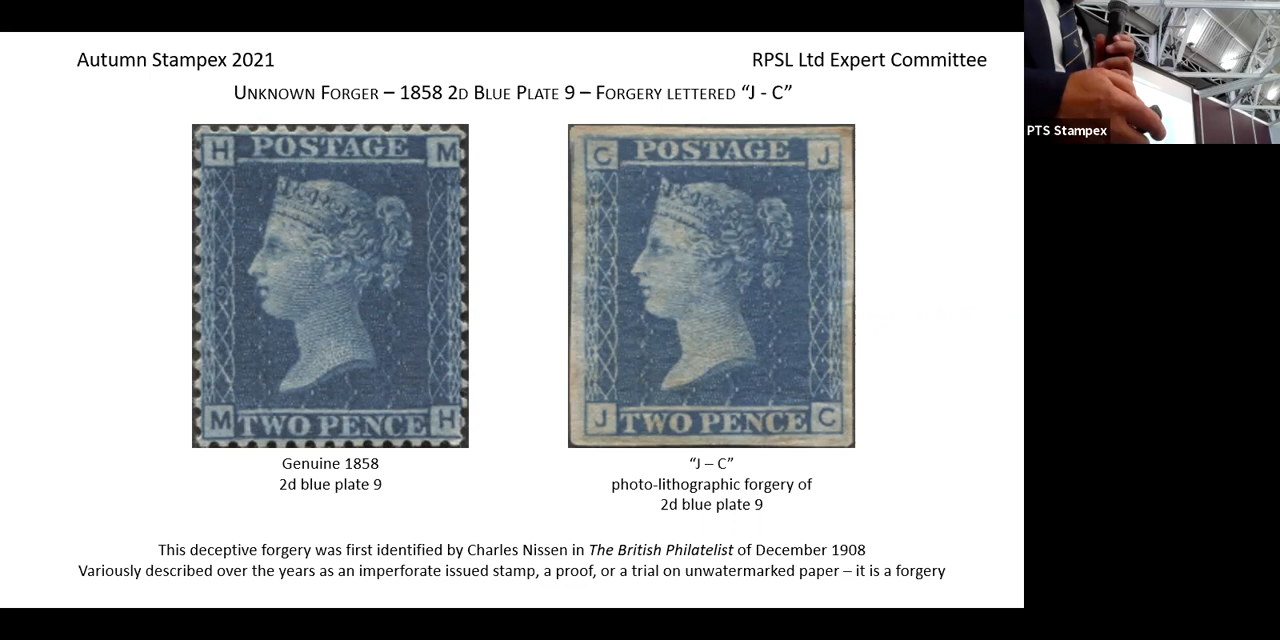 Autumn Stampex 2021
RPSL Ltd Expert Committee
UNKNOWN FORGER – 1858 2D BLUE PLATE 9 – FORGERY LETTERED “J - C”
H POSTAGE M
M TWO PENCE H
C POSTAGE J
J TWO PENCE C
Genuine 1858
2d blue plate 9
“J – C”
photo-lithographic forgery of
2d blue plate 9
This deceptive forgery was first identified by Charles Nissen in The British Philatelist of December 1908
Variously described over the years as an imperforate issued stamp, a proof, or a trial on unwatermarked paper – it is a forgery
PTS Stampex